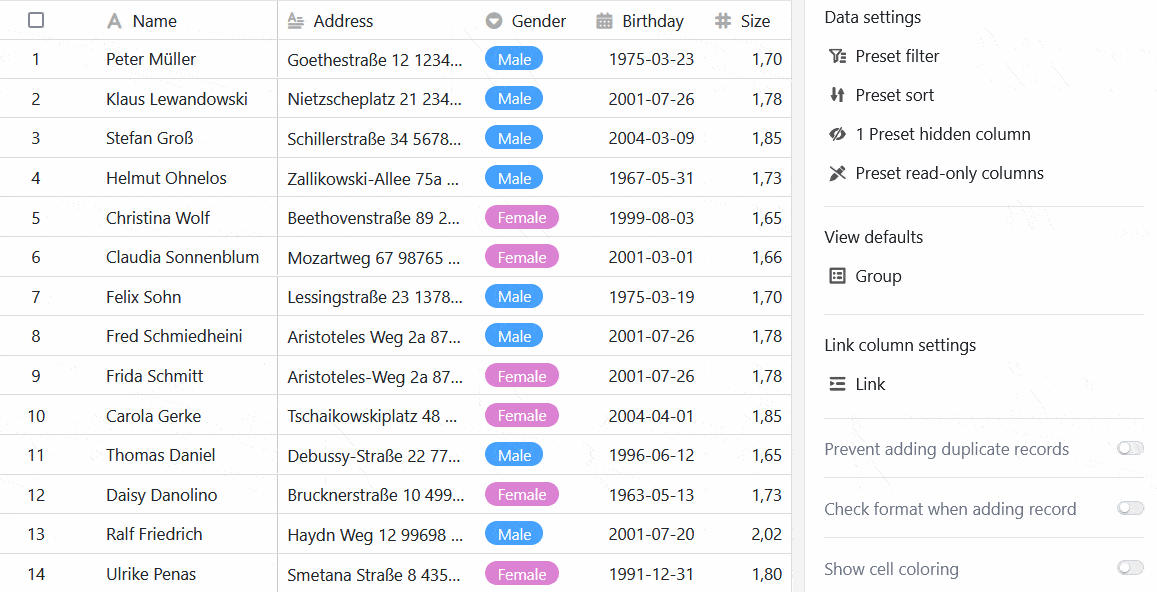 Name Address Gender Birthday Size
1 Peter Müller Goethestraße 12 1234... Male 1975-03-23 1,70
2 Klaus Lewandowski Nietzscheplatz 21 234... Male 2001-07-26 1,78
3 Stefan Groß Schillerstraße 34 5678... Male 2004-03-09 1,85
4 Helmut Ohnelos Zallikowski-Allee 75a ... Male 1967-05-31 1,73
5 Christina Wolf Beethovenstraße 89 2... Female 1999-08-03 1,65
6 Claudia Sonnenblum Mozartweg 67 98765 ... Female 2001-03-01 1,66
7 Felix Sohn Lessingstraße 23 1378... Male 1975-03-19 1,70
8 Fred Schmiedheini Aristoteles Weg 2a 87... Male 2001-07-26 1,78
9 Frida Schmitt Aristoteles-Weg 2a 87... Female 2001-07-26 1,78
10 Carola Gerke Tschaikowskiplatz 48 ... Female 2004-04-01 1,85
11 Thomas Daniel Debussy-Straße 22 77... Male 1996-06-12 1,65
12 Daisy Danolino Brucknerstraße 10 499... Female 1963-05-13 1,73
13 Ralf Friedrich Haydn Weg 12 99698 ... Male 2001-07-20 2,02
14 Ulrike Penas Smetana Straße 8 435... Female 1991-12-31 1,80
Data settings
Preset filter
Preset sort
1 Preset hidden column
Preset read-only columns
View defaults
Group
Link column settings
Link
Prevent adding duplicate records
Check format when adding record
Show cell coloring